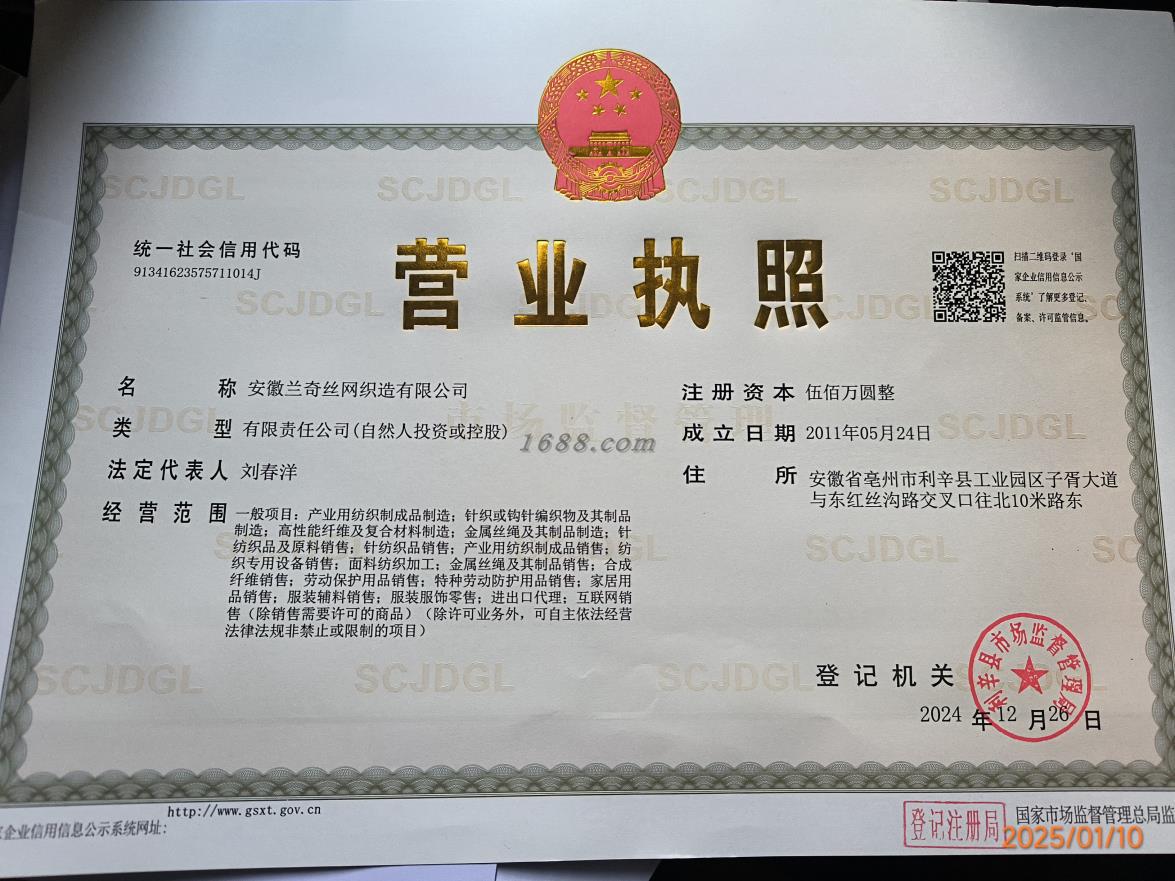 SCJDGL SCJDGL SCJDGL SCJDGL
统一社会信用代码
91341623575711014J
营业执照
扫描二维码登录‘国
家企业信用信息公示
系统’了解更多登记、
备案、许可监管信息。
SCJDGL
名称 安徽兰奇丝网织造有限公司
类型 有限责任公司(自然人投资或控股)
法定代表人 刘春洋
经营范围 一般项目：产业用纺织制成品制造；针织或钩针编织物及其制品
制造；高性能纤维及复合材料制造；金属丝绳及其制品制造；针
纺织品及原料销售；针纺织品销售；产业用纺织制成品销售；纺
织专用设备销售；面料纺织加工；金属丝绳及其制品销售；合成
纤维销售；劳动保护用品销售；特种劳动防护用品销售；家居用
品销售；服装辅料销售；服装服饰零售；进出口代理；互联网销
售（除销售需要许可的商品）（除许可业务外，可自主依法经营
法律法规非禁止或限制的项目）
注册资本 伍佰万圆整
成立日期 2011年05月24日
住所 安徽省亳州市利辛县工业园区子胥大道
与东红丝沟路交叉口往北10米路东
市场监督管理
1688.com
SCJDGL
SCJDGL SCJDGL SCJDGL
登记机关
利辛县市场监督管理局
2024年12月26日
http://www.gsxt.gov.cn
企业信用信息公示系统网址：
登记注册局
国家市场监督管理总局监
2025/01/10